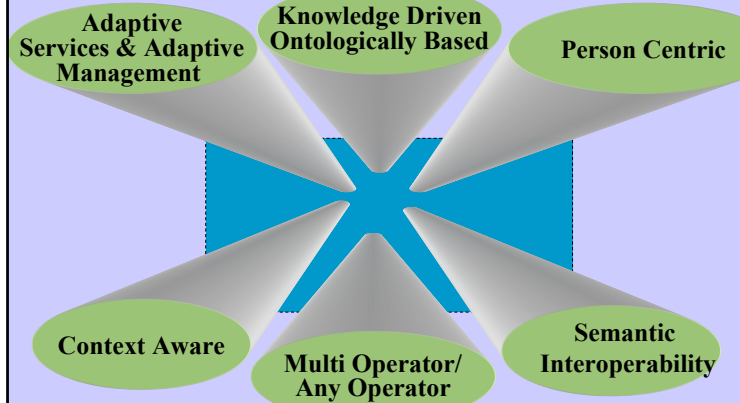 Adaptive
Services & Adaptive
Management
Knowledge Driven
Ontologically Based
Person Centric
Context Aware
Multi Operator/
Any Operator
Semantic
Interoperability